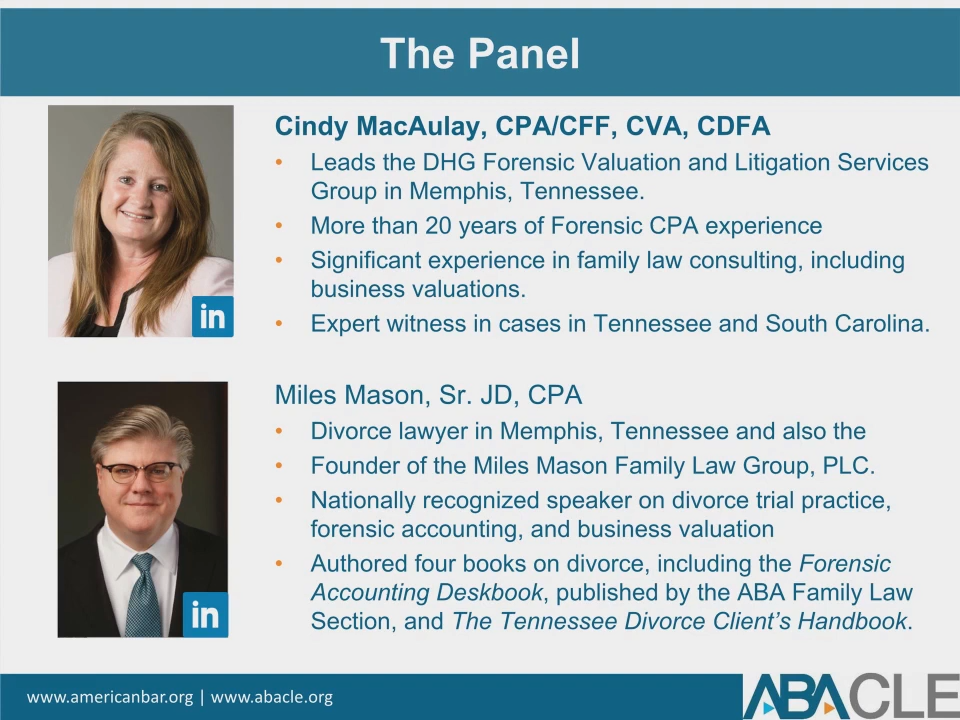 The Panel
Cindy MacAulay, CPA/CFF, CVA, CDFA
• Leads the DHG Forensic Valuation and Litigation Services
Group in Memphis, Tennessee.
• More than 20 years of Forensic CPA experience
• Significant experience in family law consulting, including
business valuations.
• Expert witness in cases in Tennessee and South Carolina.
in
Miles Mason, Sr. JD, CPA
• Divorce lawyer in Memphis, Tennessee and also the
• Founder of the Miles Mason Family Law Group, PLC.
• Nationally recognized speaker on divorce trial practice,
forensic accounting, and business valuation
• Authored four books on divorce, including the Forensic
Accounting Deskbook, published by the ABA Family Law
Section, and The Tennessee Divorce Client’s Handbook.
in
www.americanbar.org | www.abacle.org
ABACLE